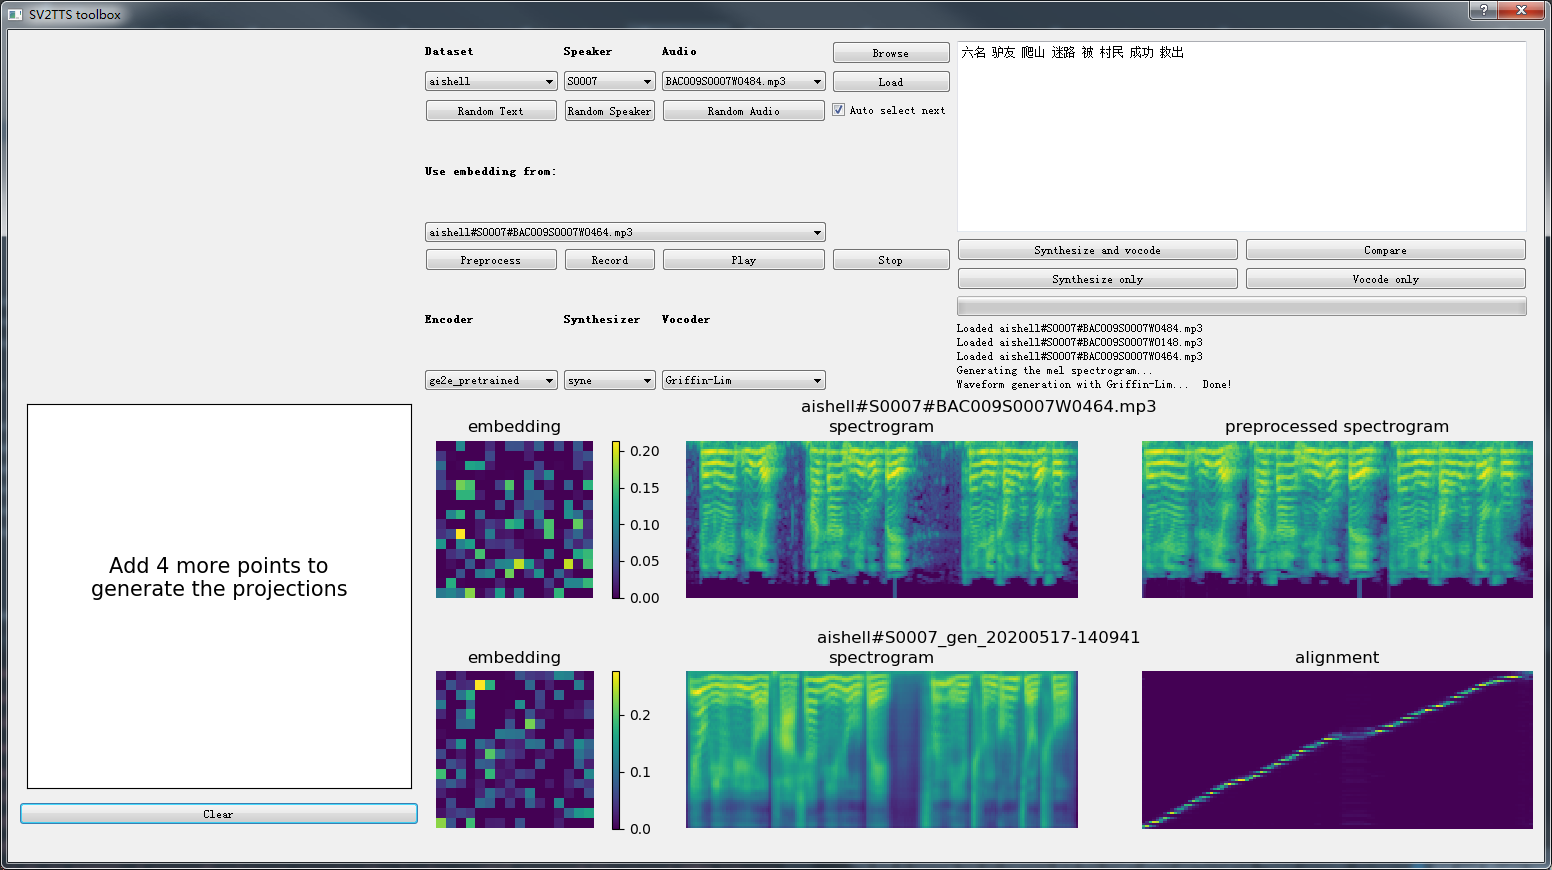 SV2TTS toolbox
Dataset Speaker Audio
aishell S0007 BAC009S0007W0484.mp3
Random Text Random Speaker Random Audio
Browse
Load
Auto select next
Use embedding from:
aishell#S0007#BAC009S0007W0464.mp3
Preprocess Record Play Stop
Encoder Synthesizer Vocoder
ge2e_pretrained syne Griffin-Lim
六名 驴友 爬山 迷路 被 村民 成功 救出
Synthesize and vocode Compare
Synthesize only Vocode only
Loaded aishell#S0007#BAC009S0007W0484.mp3
Loaded aishell#S0007#BAC009S0007W0148.mp3
Loaded aishell#S0007#BAC009S0007W0464.mp3
Generating the mel spectrogram...
Waveform generation with Griffin-Lim... Done!
Add 4 more points to
generate the projections
Clear
aishell#S0007#BAC009S0007W0464.mp3
embedding spectrogram preprocessed spectrogram
0.20
0.15
0.10
0.05
0.00
aishell#S0007_gen_20200517-140941
embedding spectrogram alignment
0.2
0.1
0.0